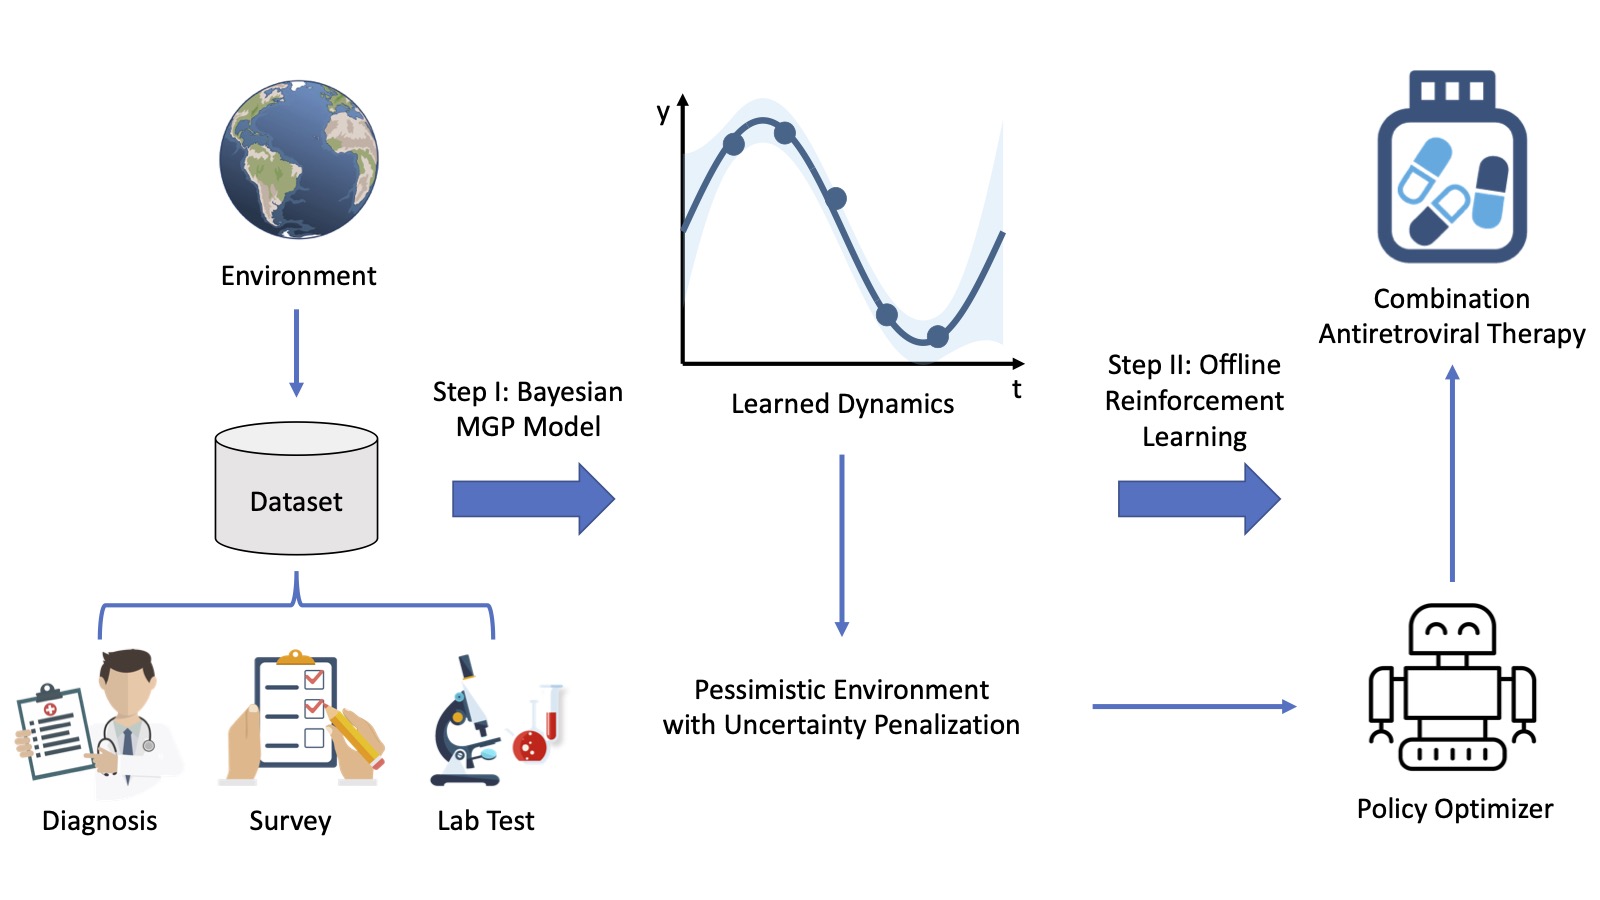 Environment
Dataset
Diagnosis
Survey
Lab Test
Step I: Bayesian
MGP Model
y
t
Learned Dynamics
Pessimistic Environment
with Uncertainty Penalization
Step II: Offline
Reinforcement
Learning
Combination
Antiretroviral Therapy
Policy Optimizer